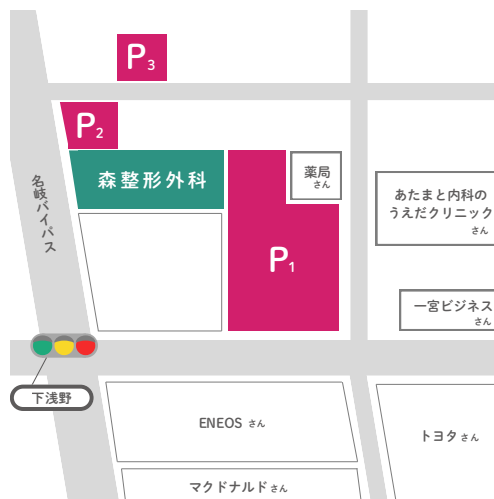 P3
P2
森整形外科
薬局
さん
名岐バイパス
あたまと内科の
うえだクリニック
さん
P1
一宮ビジネス
さん
下浅野
ENEOS さん
トヨタ さん
マクドナルド さん